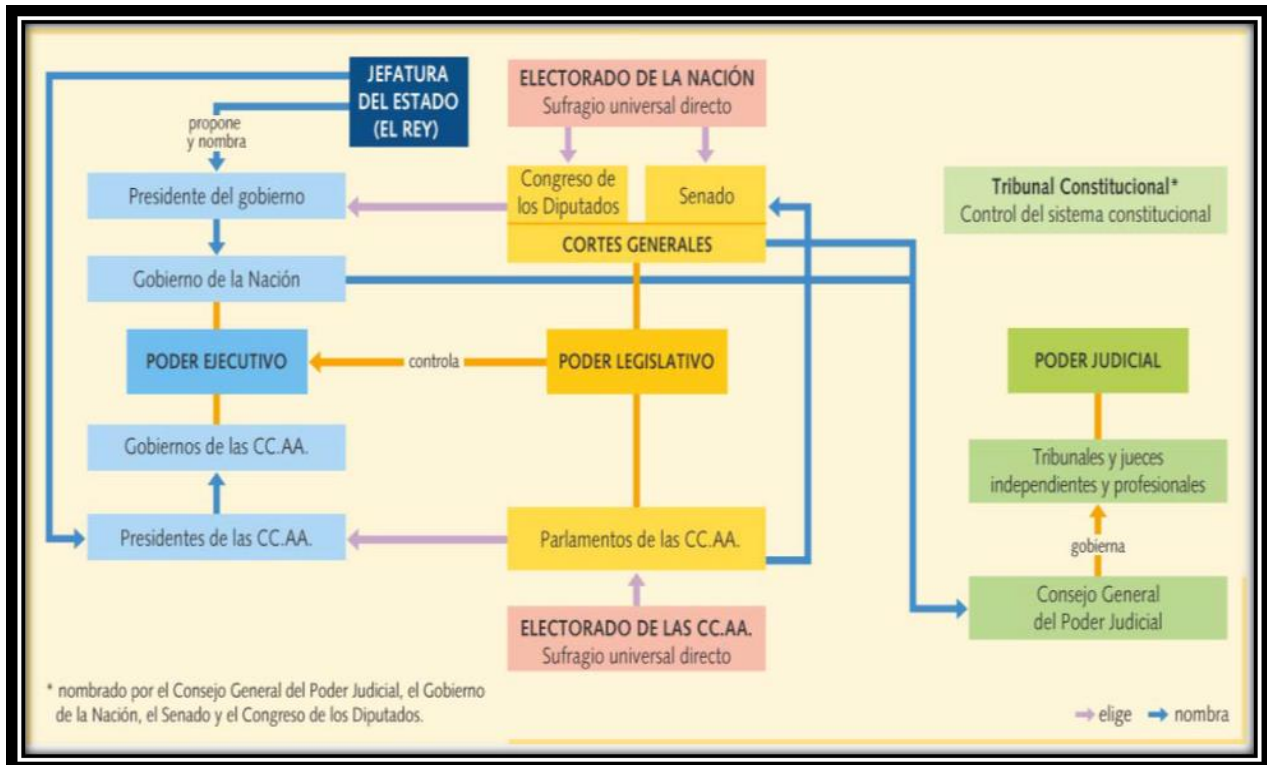 JEFATURA
DEL ESTADO
(EL REY)
ELECTORADO DE LA NACIÓN
Sufragio universal directo
propone
y nombra
Presidente del gobierno
Congreso de
los Diputados
Senado
CORTES GENERALES
Tribunal Constitucional*
Control del sistema constitucional
Gobierno de la Nación
PODER EJECUTIVO
controla
PODER LEGISLATIVO
PODER JUDICIAL
Gobiernos de las CC.AA.
Tribunales y jueces
independientes y profesionales
Presidentes de las CC.AA.
Parlamentos de las CC.AA.
gobierna
Consejo General
del Poder Judicial
ELECTORADO DE LAS CC.AA.
Sufragio universal directo
* nombrado por el Consejo General del Poder Judicial, el Gobierno
de la Nación, el Senado y el Congreso de los Diputados.
elige
nombra